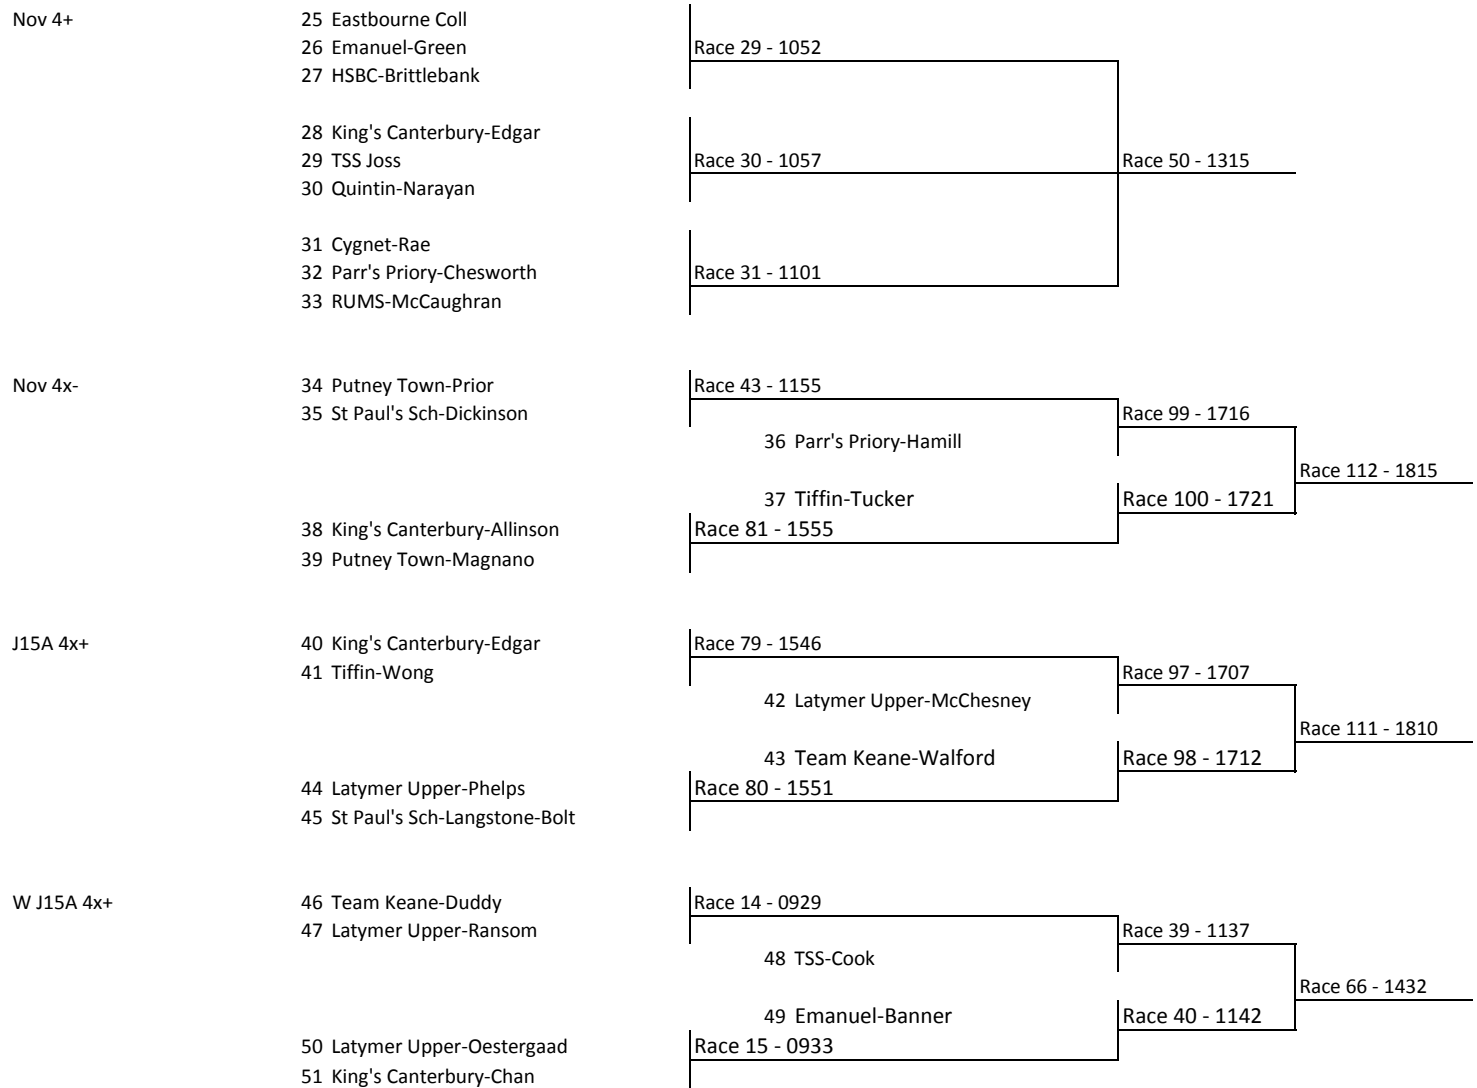 Nov 4+ 25 Eastbourne Coll
26 Emanuel-Green Race 29 - 1052
27 HSBC-Brittlebank
28 King's Canterbury-Edgar
29 TSS Joss Race 30 - 1057 Race 50 - 1315
30 Quintin-Narayan
31 Cygnet-Rae
32 Parr's Priory-Chesworth Race 31 - 1101
33 RUMS-McCaughran
Nov 4x- 34 Putney Town-Prior Race 43 - 1155
35 St Paul's Sch-Dickinson Race 99 - 1716
36 Parr's Priory-Hamill
Race 112 - 1815
37 Tiffin-Tucker Race 100 - 1721
38 King's Canterbury-Allinson Race 81 - 1555
39 Putney Town-Magnano
J15A 4x+ 40 King's Canterbury-Edgar Race 79 - 1546
41 Tiffin-Wong Race 97 - 1707
42 Latymer Upper-McChesney
Race 111 - 1810
43 Team Keane-Walford Race 98 - 1712
44 Latymer Upper-Phelps Race 80 - 1551
45 St Paul's Sch-Langstone-Bolt
W J15A 4x+ 46 Team Keane-Duddy Race 14 - 0929
47 Latymer Upper-Ransom Race 39 - 1137
48 TSS-Cook
Race 66 - 1432
49 Emanuel-Banner Race 40 - 1142
50 Latymer Upper-Oestergaad Race 15 - 0933
51 King's Canterbury-Chan